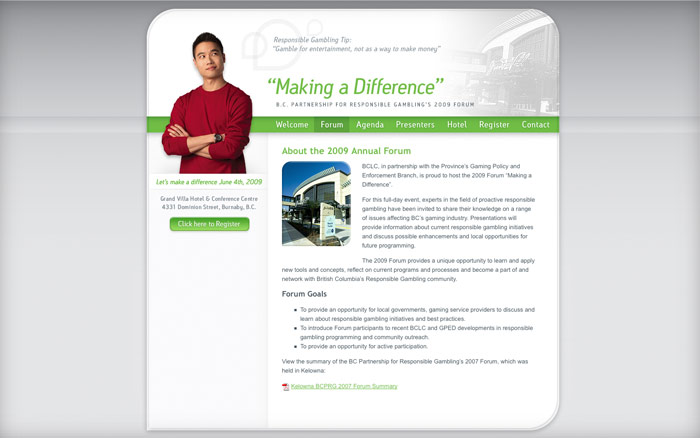 Responsible Gambling Tip:
"Gamble for entertainment, not as a way to make money"
"Making a Difference"
B.C. PARTNERSHIP FOR RESPONSIBLE GAMBLING'S 2009 FORUM
Welcome Forum Agenda Presenters Hotel Register Contact
Let's make a difference June 4th, 2009
Grand Villa Hotel & Conference Centre
4331 Dominion Street, Burnaby, B.C.
Click here to Register
About the 2009 Annual Forum
BCLC, in partnership with the Province's Gaming Policy and
Enforcement Branch, is proud to host the 2009 Forum "Making a
Difference".
For this full-day event, experts in the field of proactive responsible
gambling have been invited to share their knowledge on a range
of issues affecting BC's gaming industry. Presentations will
provide information about current responsible gambling initiatives
and discuss possible enhancements and local opportunities for
future programming.
The 2009 Forum provides a unique opportunity to learn and apply
new tools and concepts, reflect on current programs and processes and become a part of and
network with British Columbia's Responsible Gambling community.
Forum Goals
To provide an opportunity for local governments, gaming service providers to discuss and
learn about responsible gambling initiatives and best practices.
To introduce Forum participants to recent BCLC and GPED developments in responsible
gambling programming and community outreach.
To provide an opportunity for active participation.
View the summary of the BC Partnership for Responsible Gambling's 2007 Forum, which was
held in Kelowna:
Kelowna BCPRG 2007 Forum Summary